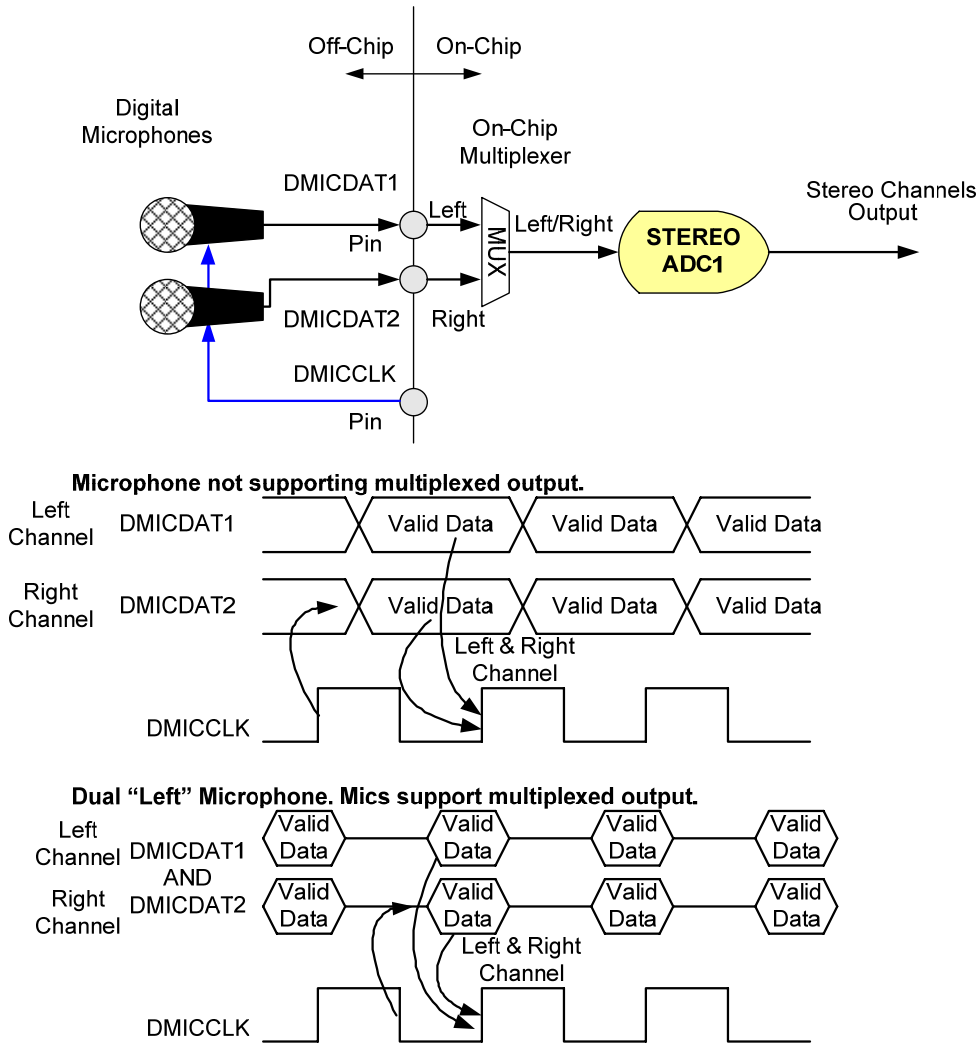 Off-Chip
On-Chip
Digital
Microphones
On-Chip
Multiplexer
DMICDAT1
Left
Pin
MUX
Left/Right
STEREO
ADC1
Stereo Channels
Output
DMICDAT2
Right
DMICCLK
Pin
Microphone not supporting multiplexed output.
Left
Channel
DMICDAT1
Valid Data
Valid Data
Valid Data
Right
Channel
DMICDAT2
Valid Data
Valid Data
Valid Data
Left & Right
Channel
DMICCLK
Dual “Left” Microphone. Mics support multiplexed output.
Left
Channel
DMICDAT1
AND
DMICDAT2
Right
Channel
Valid
Data
Valid
Data
Valid
Data
Valid
Data
Valid
Data
Valid
Data
Valid
Data
Valid
Data
Left & Right
Channel
DMICCLK